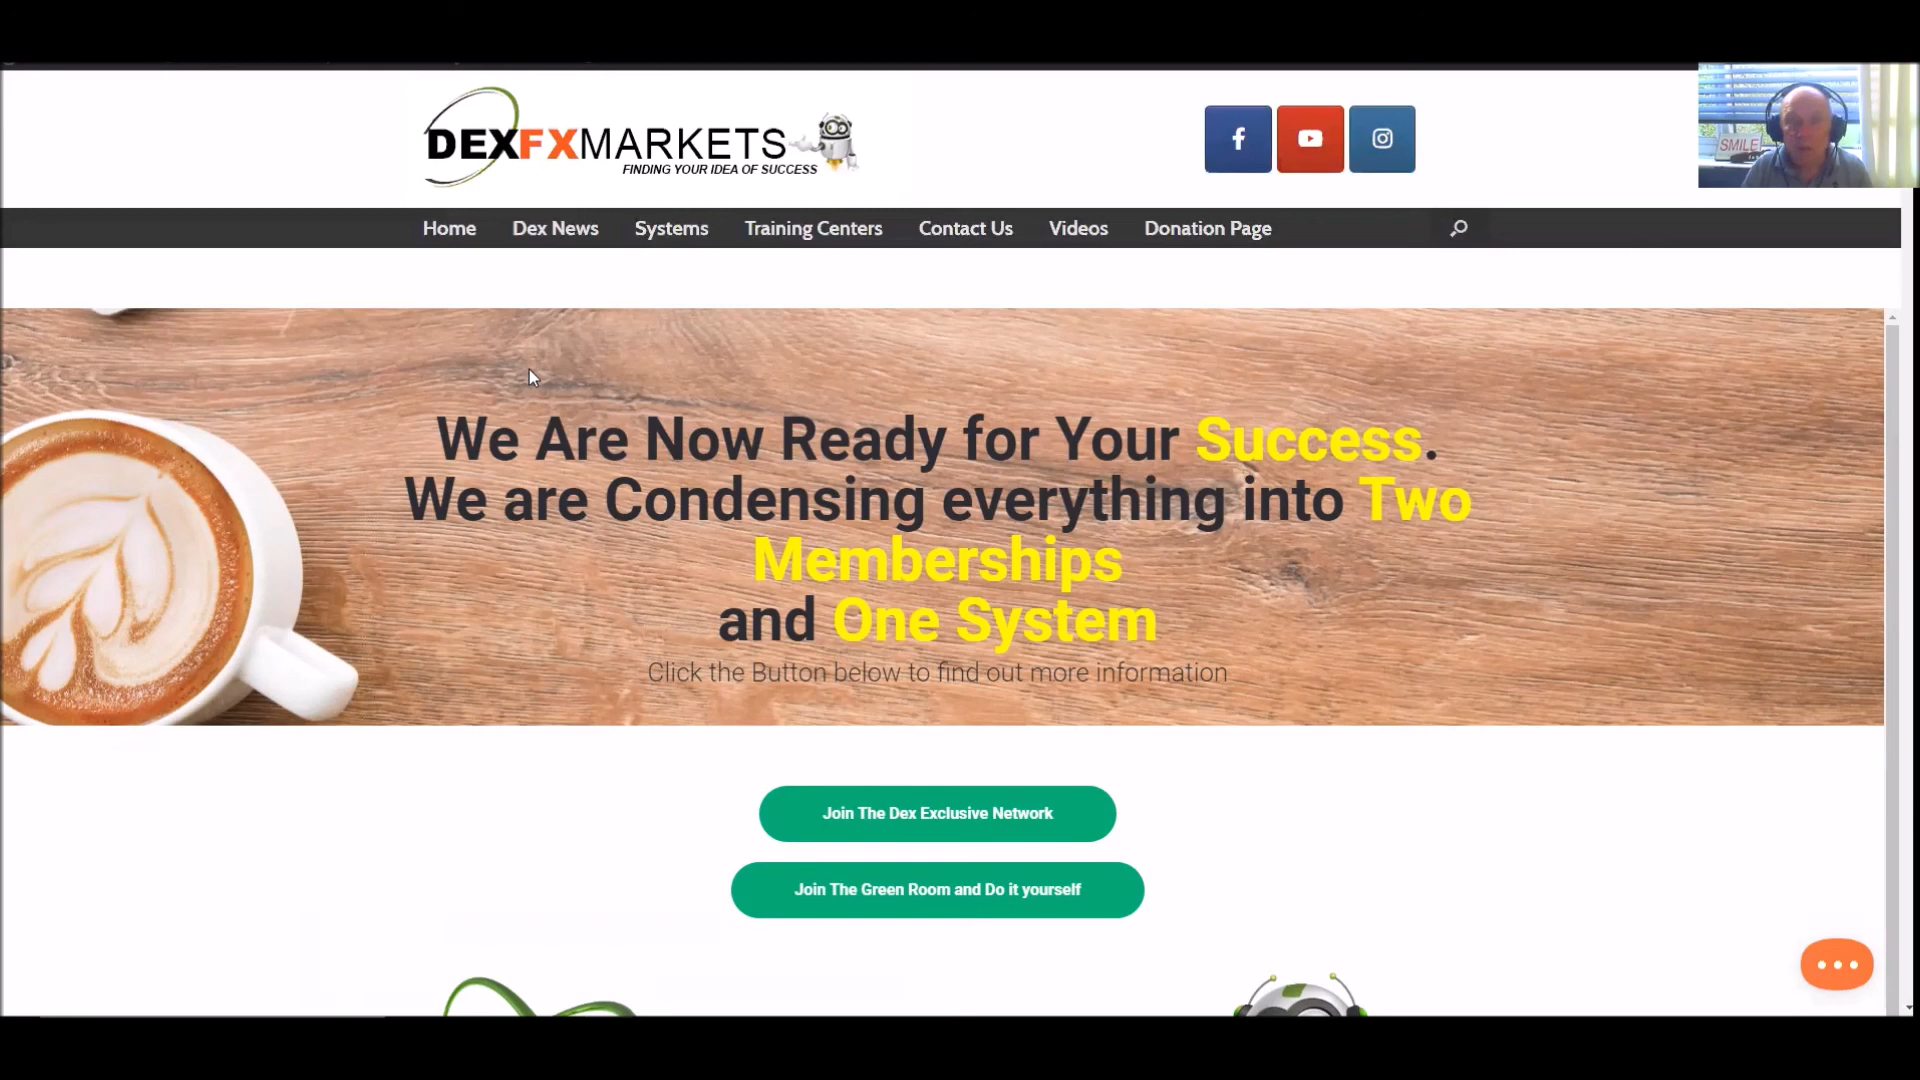 DEXFXMARKETS
FINDING YOUR IDEA OF SUCCESS
SMILE
Home Dex News Systems Training Centers Contact Us Videos Donation Page
We Are Now Ready for Your Success.
We are Condensing everything into Two
Memberships
and One System
Click the Button below to find out more information
Join The Dex Exclusive Network
Join The Green Room and Do it yourself